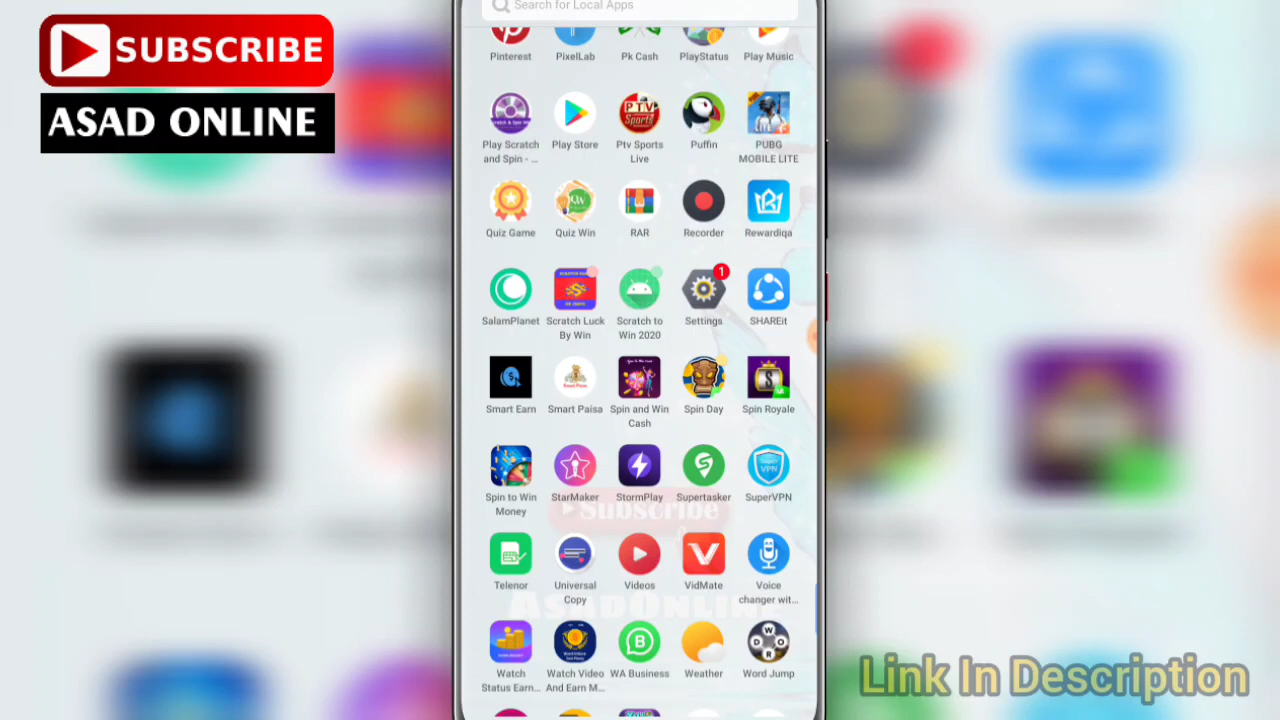 SUBSCRIBE
ASAD ONLINE
Search for Local Apps
Pinterest PixelLab Pk Cash PlayStatus Play Music
Play Scratch and Spin - ... Play Store Ptv Sports Live Puffin PUBG MOBILE LITE
Quiz Game Quiz Win RAR Recorder Rewardiqa
1
SalamPlanet Scratch Luck By Win Scratch to Win 2020 Settings SHAREit
Smart Earn Smart Paisa Spin and Win Cash Spin Day Spin Royale
Spin to Win Money StarMaker StormPlay Supertasker SuperVPN
Subscribe
Telenor Universal Copy Videos VidMate Voice changer wit...
AsadOnline
Watch Status Earn... Watch Video And Earn M... WA Business Weather Word Jump
Link In Description